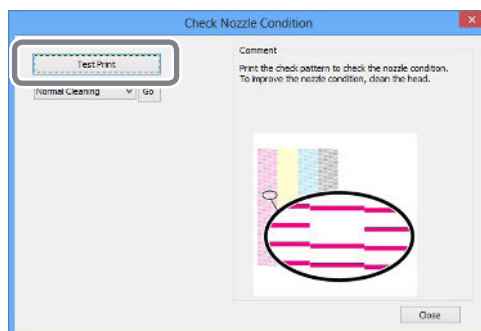 Check Nozzle Condition
Test Print
Normal Cleaning
Go
Comment
Print the check pattern to check the nozzle condition.
To improve the nozzle condition, clean the head.
Close